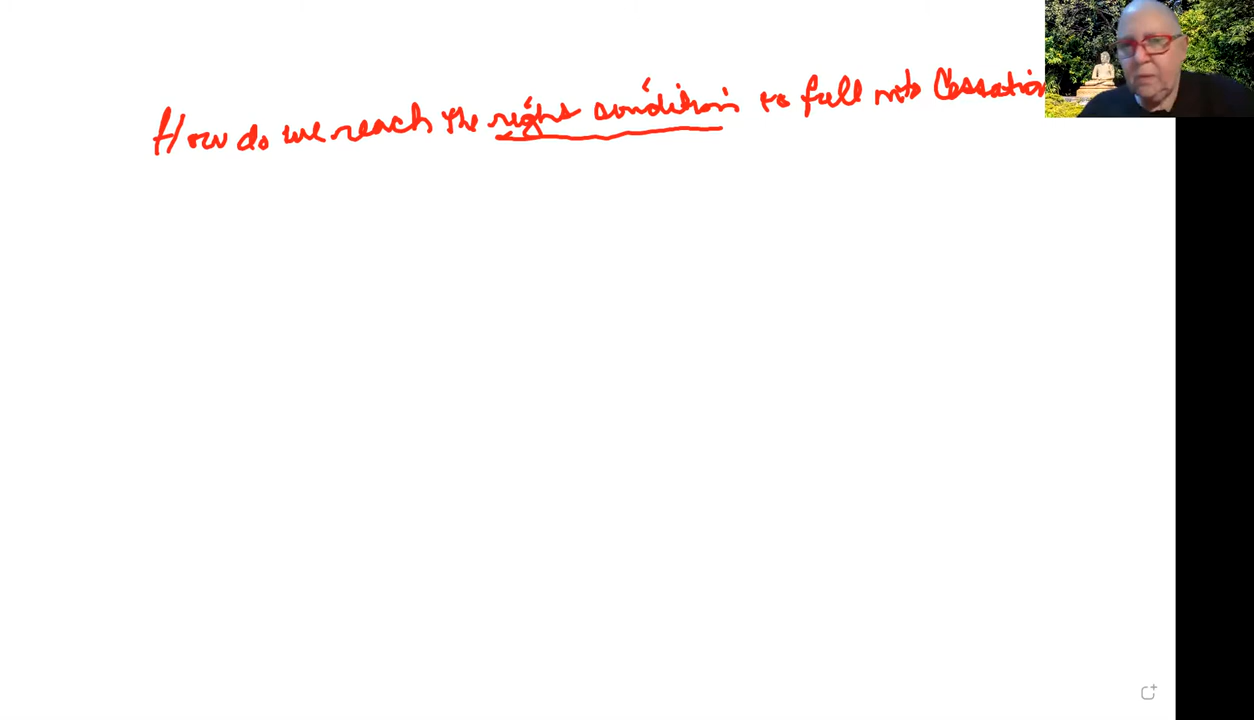 How do we reach the right condition to fall into Cessation